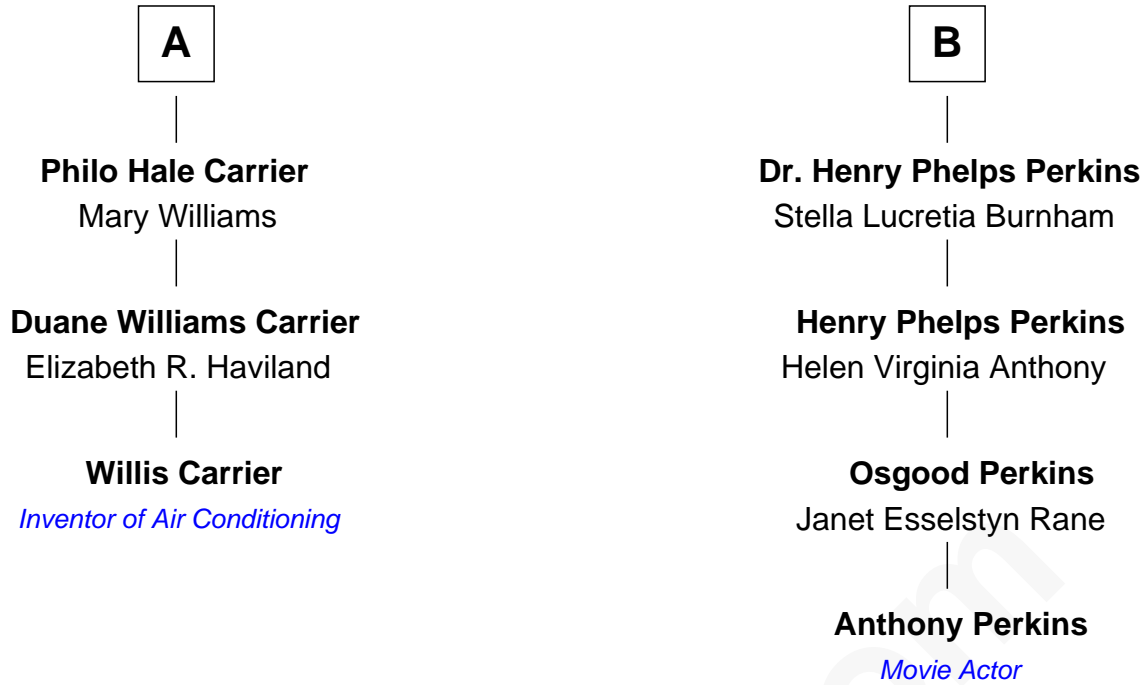 A
Philo Hale Carrier
Mary Williams
Duane Williams Carrier
Elizabeth R. Haviland
Willis Carrier
Inventor of Air Conditioning
B
Dr. Henry Phelps Perkins
Stella Lucretia Burnham
Henry Phelps Perkins
Helen Virginia Anthony
Osgood Perkins
Janet Esselstyn Rane
Anthony Perkins
Movie Actor
om